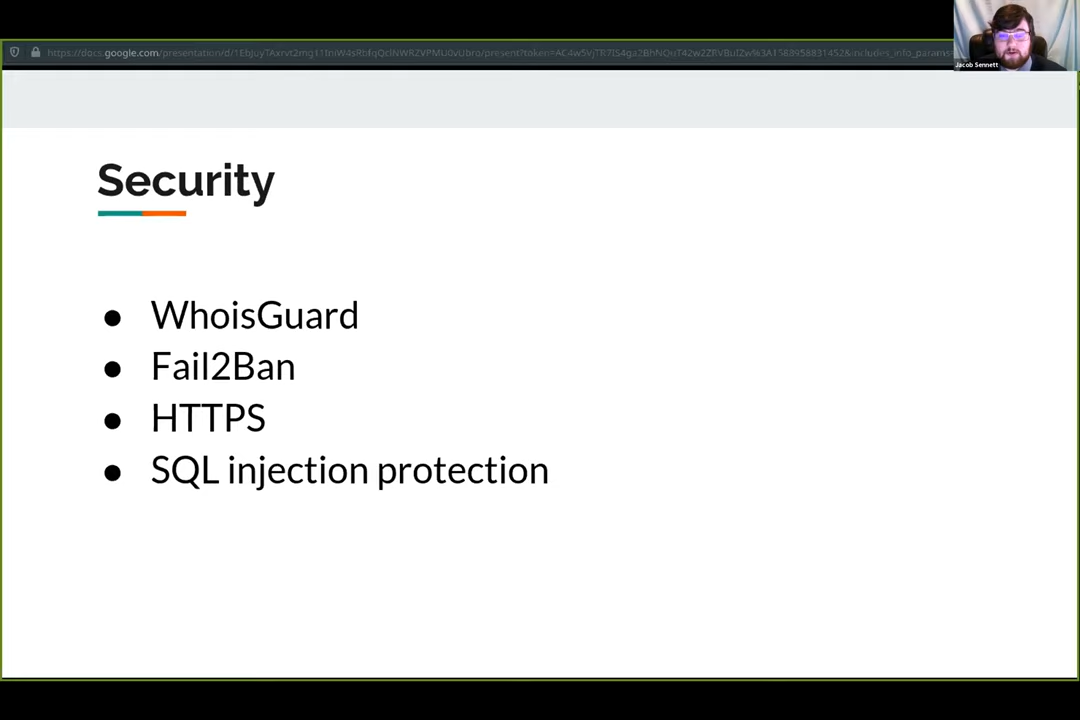 Jacob Sennett
Security
● WhoisGuard
● Fail2Ban
● HTTPS
● SQL injection protection